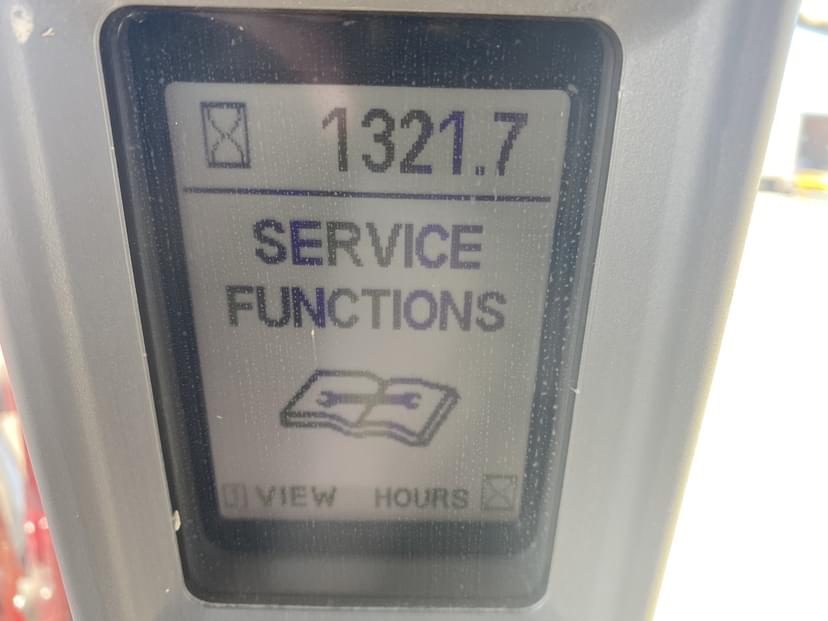 1321.7
SERVICE
FUNCTIONS
VIEW HOURS